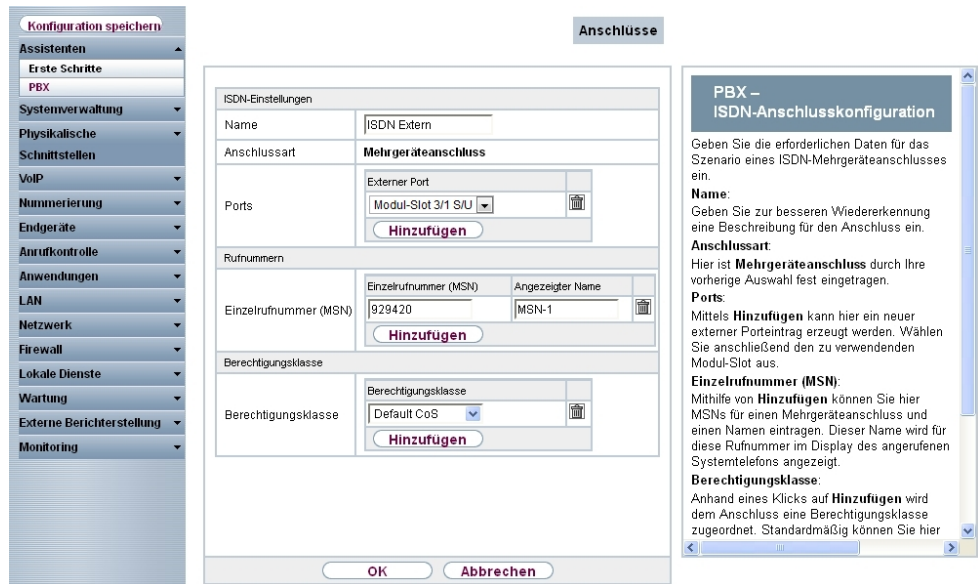 Konfiguration speichern
Assistenten
Erste Schritte
PBX
Systemverwaltung
Physikalische
Schnittstellen
VoIP
Nummerierung
Endgeräte
Anrufkontrolle
Anwendungen
LAN
Netzwerk
Firewall
Lokale Dienste
Wartung
Externe Berichterstellung
Monitoring
Anschlüsse
ISDN-Einstellungen
Name
ISDN Extern
Anschlussart
Mehrgeräteanschluss
Ports
Externer Port
Modul-Slot 3/1 S/U
Hinzufügen
Rufnummern
Einzelrufnummer (MSN)
Einzelrufnummer (MSN) Angezeigter Name
929420 MSN-1
Hinzufügen
Berechtigungsklasse
Berechtigungsklasse
Berechtigungsklasse
Default CoS
Hinzufügen
OK Abbrechen
PBX –
ISDN-Anschlusskonfiguration
Geben Sie die erforderlichen Daten für das
Szenario eines ISDN-Mehrgeräteanschlusses
ein.
Name:
Geben Sie zur besseren Wiedererkennung
eine Beschreibung für den Anschluss ein.
Anschlussart:
Hier ist Mehrgeräteanschluss durch Ihre
vorherige Auswahl fest eingetragen.
Ports:
Mittels Hinzufügen kann hier ein neuer
externer Porteintrag erzeugt werden. Wählen
Sie anschließend den zu verwendenden
Modul-Slot aus.
Einzelrufnummer (MSN):
Mithilfe von Hinzufügen können Sie hier
MSNs für einen Mehrgeräteanschluss und
einen Namen eintragen. Dieser Name wird für
diese Rufnummer im Display des angerufenen
Systemtelefons angezeigt.
Berechtigungsklasse:
Anhand eines Klicks auf Hinzufügen wird
dem Anschluss eine Berechtigungsklasse
zugeordnet. Standardmäßig können Sie hier